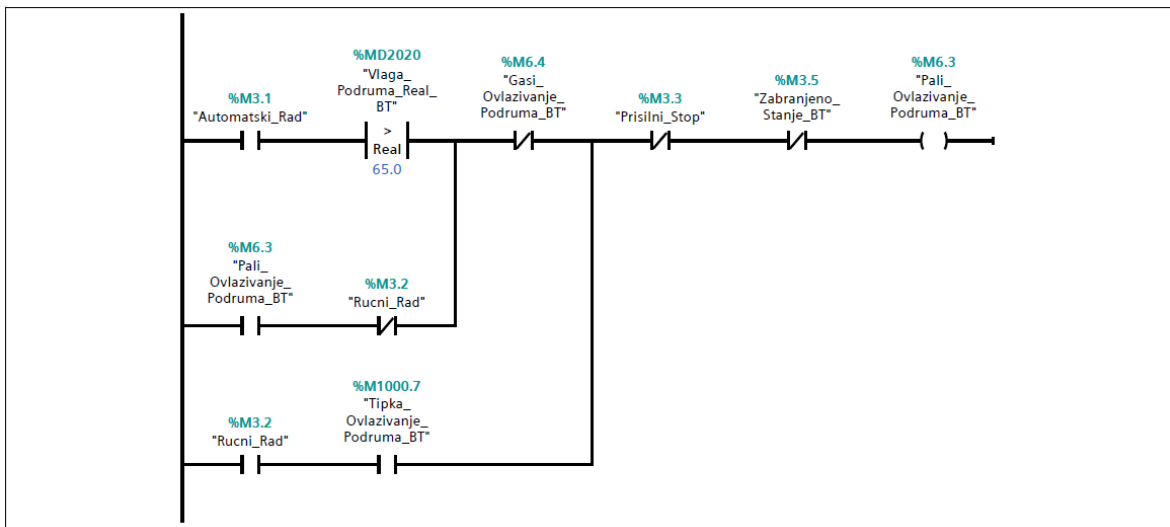 %MD2020
"Vlaga_
Podruma_Real_
BT"
%M3.1
"Automatski_Rad"
>
Real
65.0
%M6.4
"Gasi_
Ovlazivanje_
Podruma_BT"
%M3.3
"Prisilni_Stop"
%M3.5
"Zabranjeno_
Stanje_BT"
%M6.3
"Pali_
Ovlazivanje_
Podruma_BT"
%M6.3
"Pali_
Ovlazivanje_
Podruma_BT"
%M3.2
"Rucni_Rad"
%M3.2
"Rucni_Rad"
%M1000.7
"Tipka_
Ovlazivanje_
Podruma_BT"